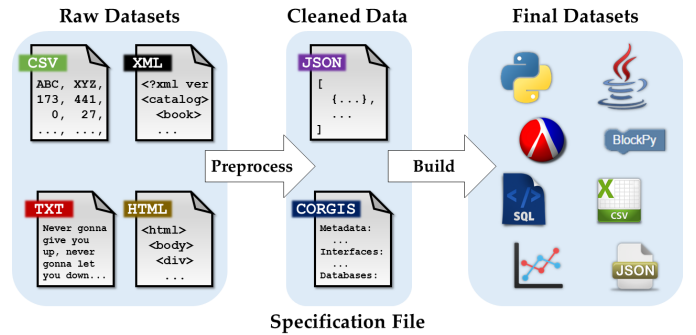 Raw Datasets
CSV
ABC, XYZ,
173, 441,
0, 27,
..., ...,
XML
<?xml ver
<catalog>
<book>
...
TXT
Never gonna
give you
up, never
gonna let
you down...
HTML
<html>
<body>
<div>
...
Preprocess
Cleaned Data
JSON
[
{...},
...
]
CORGIS
Metadata:
...
Interfaces:
...
Databases:
Specification File
Build
Final Datasets
BlockPy
</>
SQL
X
CSV
JSON